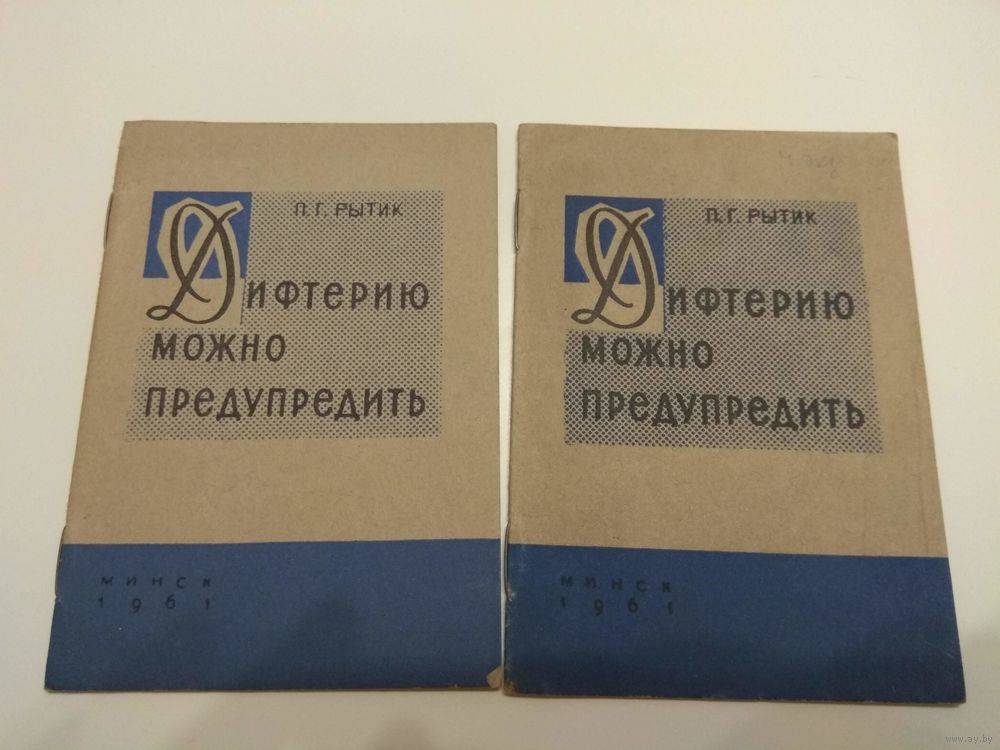 П. Г. РЫТИК
ДИФТЕРИЮ
МОЖНО
ПРЕДУПРЕДИТЬ
МИНСК
1961
П. Г. РЫТИК
ДИФТЕРИЮ
МОЖНО
ПРЕДУПРЕДИТЬ
МИНСК
1961
www.ay.by